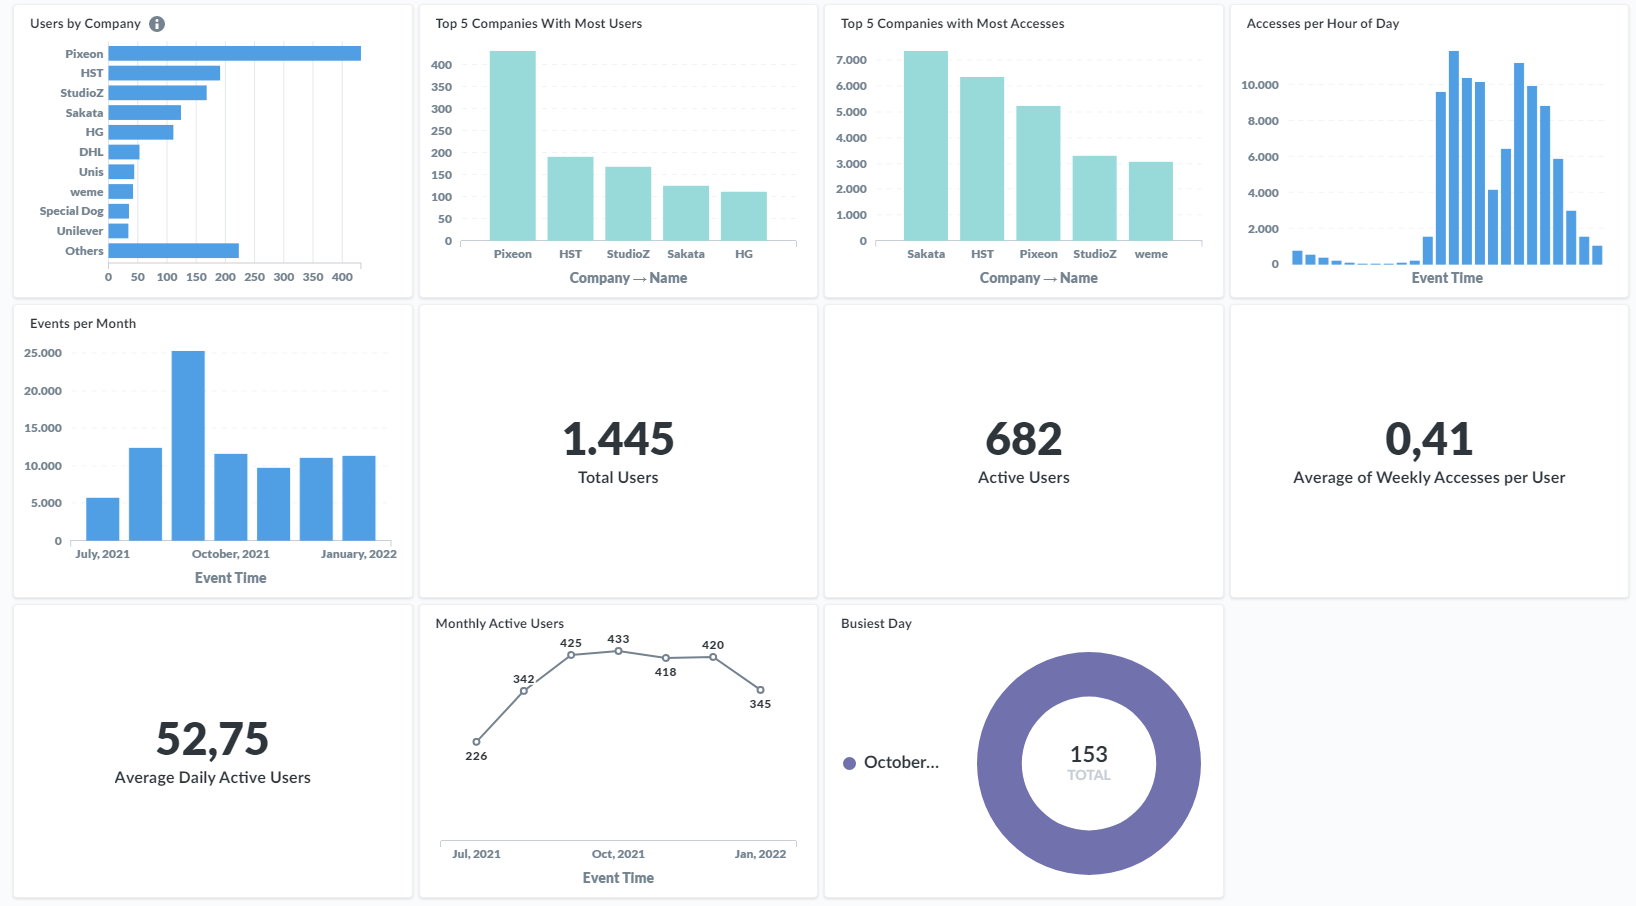 Users by Company
Pixeon
HST
StudioZ
Sakata
HG
DHL
Unis
weme
Special Dog
Unilever
Others
0 50 100 150 200 250 300 350 400
Top 5 Companies With Most Users
400
350
300
250
200
150
100
50
0
Pixeon HST StudioZ Sakata HG
Company → Name
Top 5 Companies with Most Accesses
7.000
6.000
5.000
4.000
3.000
2.000
1.000
0
Sakata HST Pixeon StudioZ weme
Company → Name
Accesses per Hour of Day
10.000
8.000
6.000
4.000
2.000
0
Event Time
Events per Month
25.000
20.000
15.000
10.000
5.000
0
July, 2021 October, 2021 January, 2022
Event Time
1.445
Total Users
682
Active Users
0,41
Average of Weekly Accesses per User
52,75
Average Daily Active Users
Monthly Active Users
226 342 425 433 418 420 345
Jul, 2021 Oct, 2021 Jan, 2022
Event Time
Busiest Day
October...
153
TOTAL